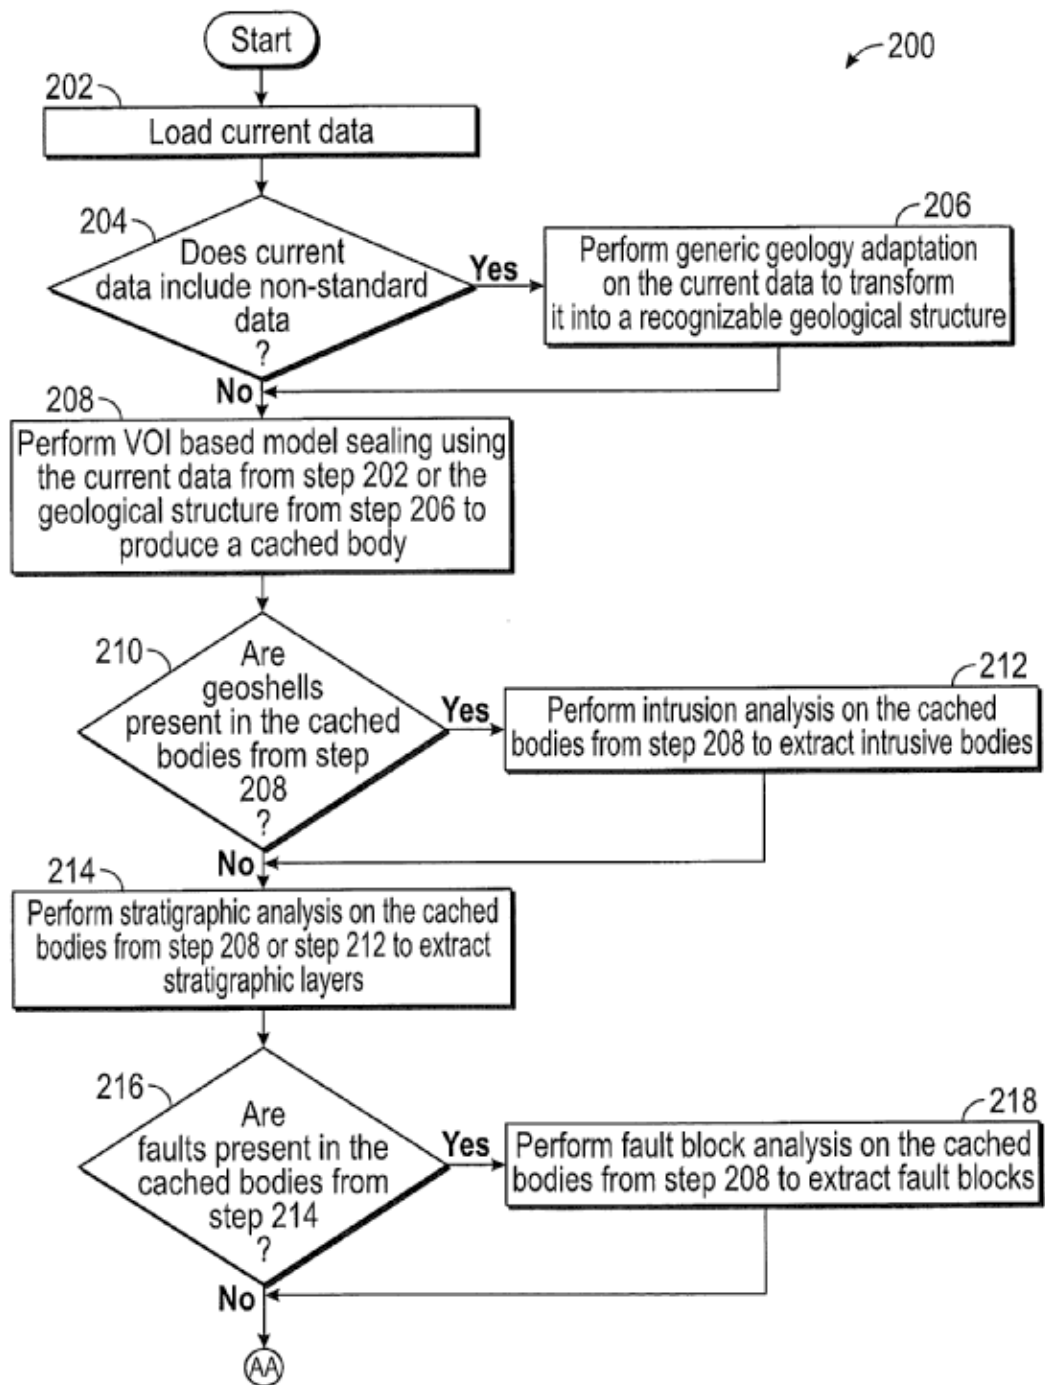 Start
200
202
Load current data
204
Does current
data include non-standard
data
?
Yes
206
Perform generic geology adaptation
on the current data to transform
it into a recognizable geological structure
No
208
Perform VOI based model sealing using
the current data from step 202 or the
geological structure from step 206 to
produce a cached body
210
Are
geoshells
present in the cached
bodies from step
208
?
Yes
212
Perform intrusion analysis on the cached
bodies from step 208 to extract intrusive bodies
No
214
Perform stratigraphic analysis on the cached
bodies from step 208 or step 212 to extract
stratigraphic layers
216
Are
faults present in the
cached bodies from
step 214
?
Yes
218
Perform fault block analysis on the cached
bodies from step 208 to extract fault blocks
No
AA